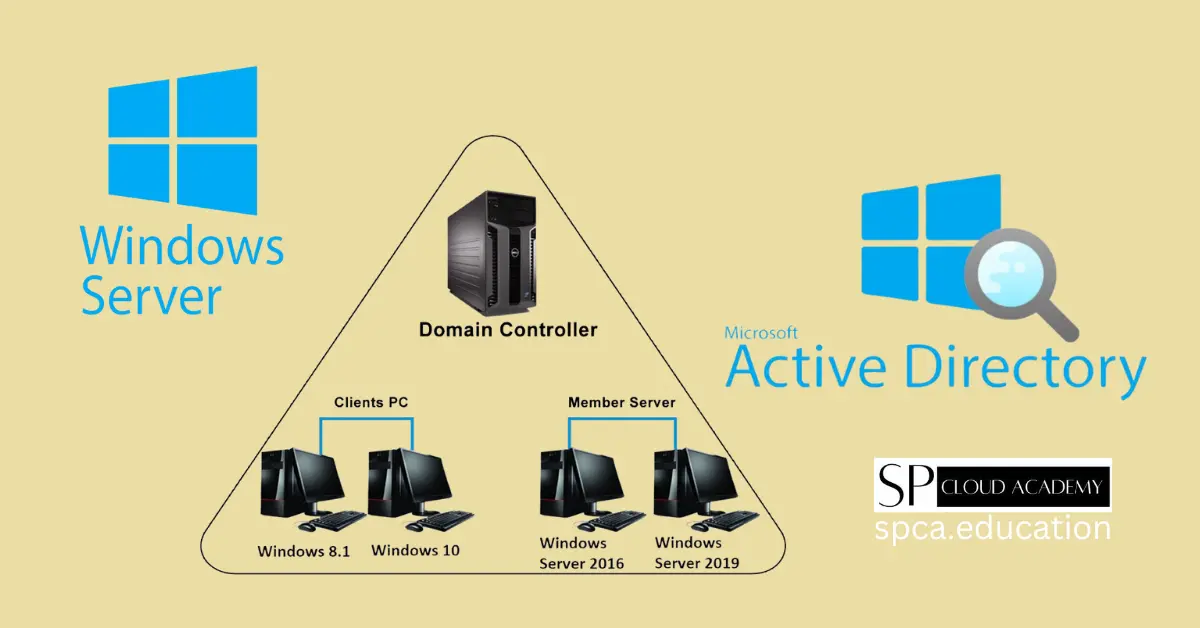 Windows
Server
Domain Controller
Microsoft
Active Directory
Clients PC
Member Server
Windows 8.1
Windows 10
Windows
Server 2016
Windows
Server 2019
SP CLOUD ACADEMY
spca.education